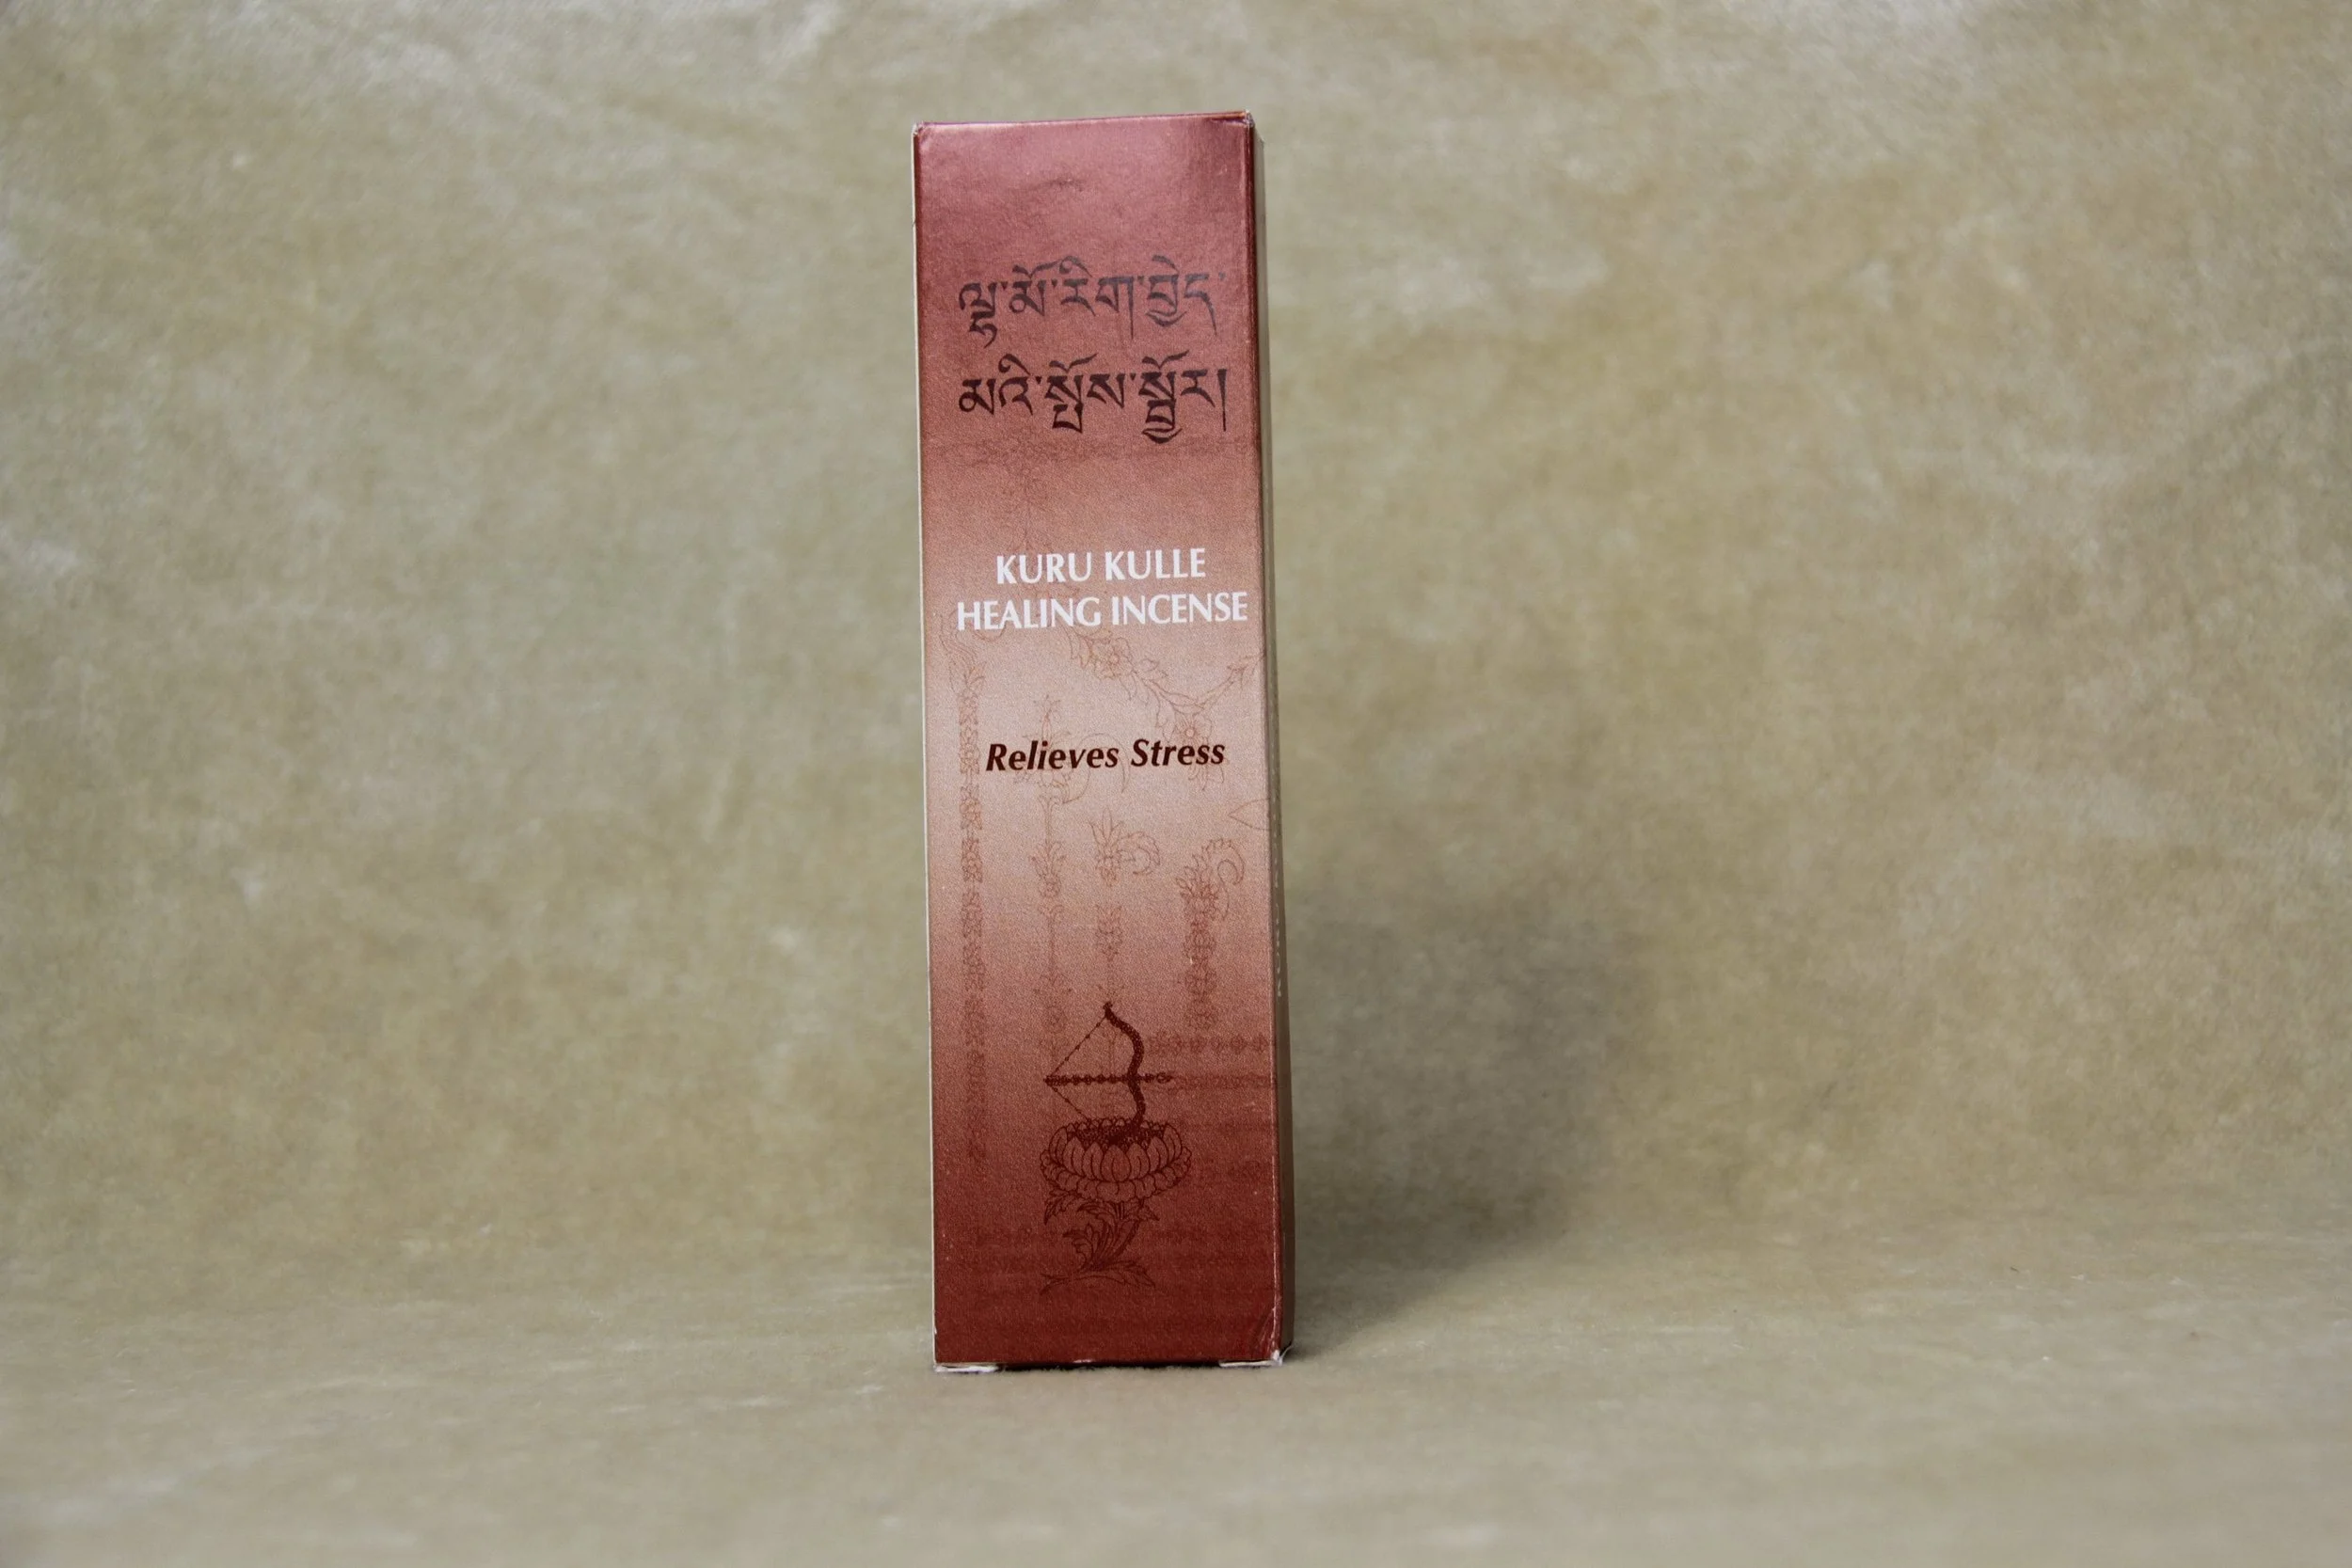 ལྷ་མོ་རིག་བྱེད་
མའི་སྤོས་སྦྱོར།
KURU KULLE
HEALING INCENSE
Relieves Stress